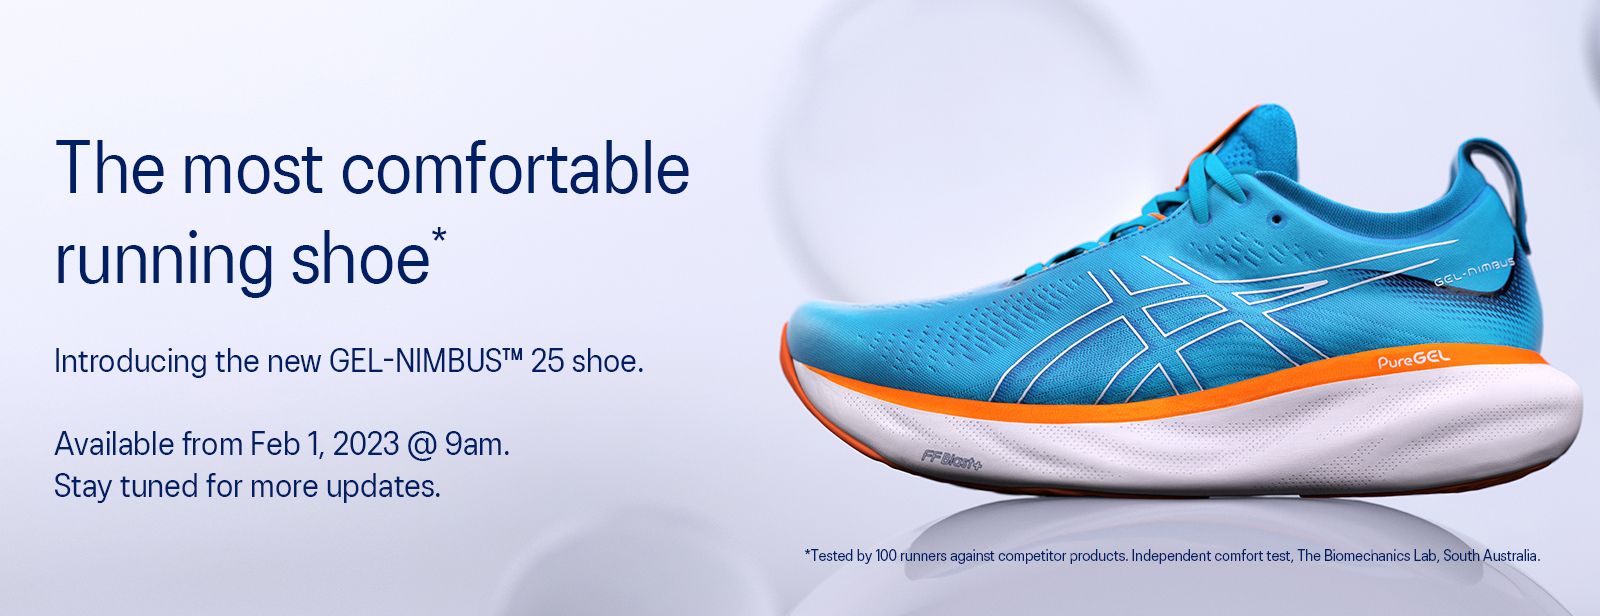 The most comfortable
running shoe*
Introducing the new GEL-NIMBUS™ 25 shoe.
Available from Feb 1, 2023 @ 9am.
Stay tuned for more updates.
GEL-NIMBUS
PureGEL
FF Blast+
*Tested by 100 runners against competitor products. Independent comfort test, The Biomechanics Lab, South Australia.